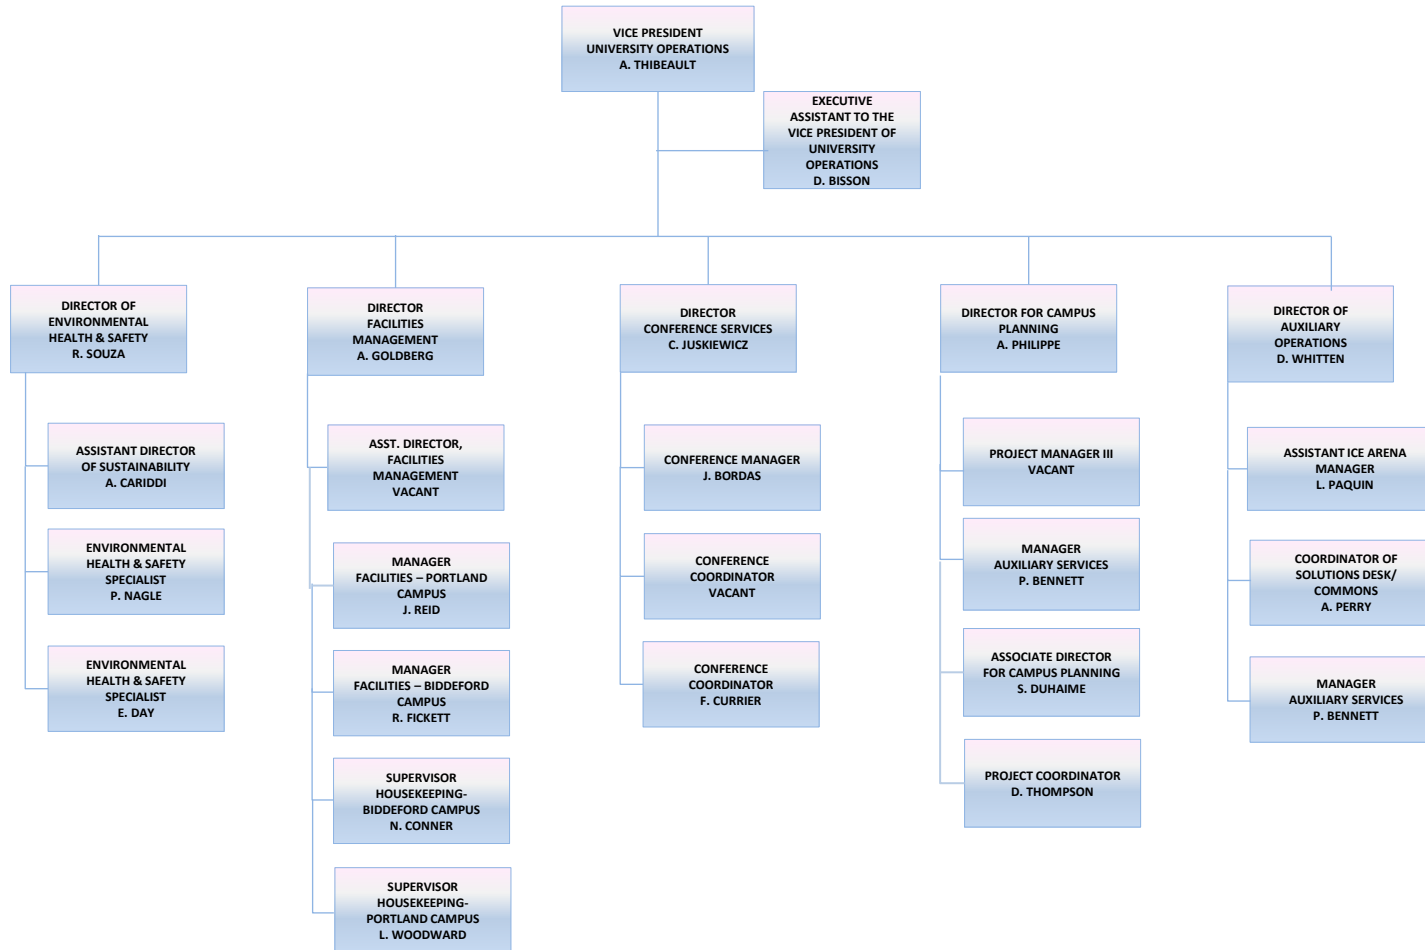 VICE PRESIDENT
UNIVERSITY OPERATIONS
A. THIBEAULT
EXECUTIVE
ASSISTANT TO THE
VICE PRESIDENT OF
UNIVERSITY
OPERATIONS
D. BISSON
DIRECTOR OF
ENVIRONMENTAL
HEALTH & SAFETY
R. SOUZA
DIRECTOR
FACILITIES
MANAGEMENT
A. GOLDBERG
DIRECTOR
CONFERENCE SERVICES
C. JUSKIEWICZ
DIRECTOR FOR CAMPUS
PLANNING
A. PHILIPPE
DIRECTOR OF
AUXILIARY
OPERATIONS
D. WHITTEN
ASSISTANT DIRECTOR
OF SUSTAINABILITY
A. CARIDDI
ENVIRONMENTAL
HEALTH & SAFETY
SPECIALIST
P. NAGLE
ENVIRONMENTAL
HEALTH & SAFETY
SPECIALIST
E. DAY
ASST. DIRECTOR,
FACILITIES
MANAGEMENT
VACANT
MANAGER
FACILITIES – PORTLAND
CAMPUS
J. REID
MANAGER
FACILITIES – BIDDEFORD
CAMPUS
R. FICKETT
SUPERVISOR
HOUSEKEEPING-
BIDDEFORD CAMPUS
N. CONNER
SUPERVISOR
HOUSEKEEPING-
PORTLAND CAMPUS
L. WOODWARD
CONFERENCE MANAGER
J. BORDAS
CONFERENCE
COORDINATOR
VACANT
CONFERENCE
COORDINATOR
F. CURRIER
PROJECT MANAGER III
VACANT
MANAGER
AUXILIARY SERVICES
P. BENNETT
ASSOCIATE DIRECTOR
FOR CAMPUS PLANNING
S. DUHAIME
PROJECT COORDINATOR
D. THOMPSON
ASSISTANT ICE ARENA
MANAGER
L. PAQUIN
COORDINATOR OF
SOLUTIONS DESK/
COMMONS
A. PERRY
MANAGER
AUXILIARY SERVICES
P. BENNETT